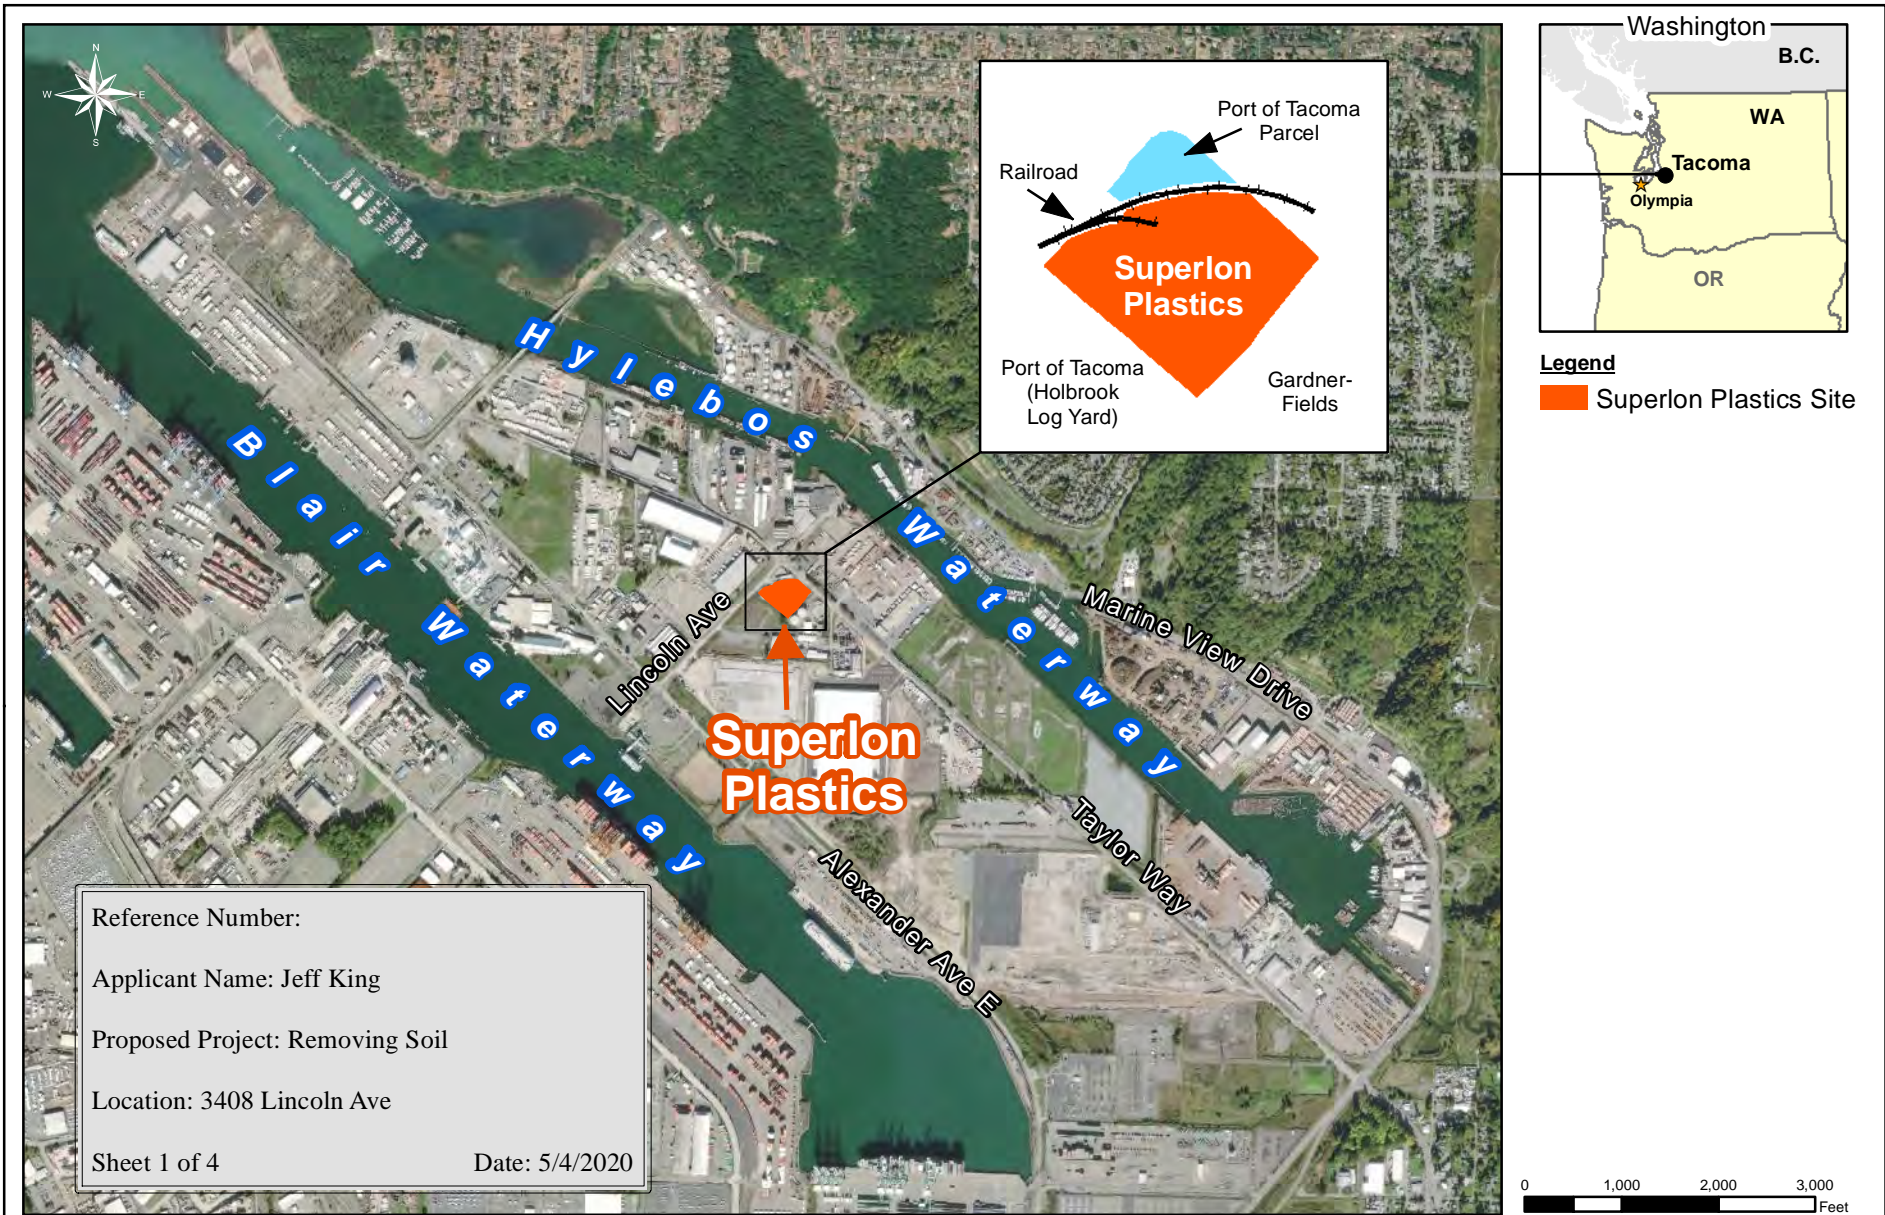 N
W
E
S
Hylebos Waterway
Blair Waterway
Port of Tacoma
Parcel
Railroad
Superlon
Plastics
Port of Tacoma
(Holbrook
Log Yard)
Gardner-
Fields
Lincoln Ave
Marine View Drive
Superlon
Plastics
Taylor Way
Alexander Ave E
Reference Number:
Applicant Name: Jeff King
Proposed Project: Removing Soil
Location: 3408 Lincoln Ave
Sheet 1 of 4 Date: 5/4/2020
Washington
B.C.
WA
Tacoma
Olympia
OR
Legend
Superlon Plastics Site
0 1,000 2,000 3,000
Feet